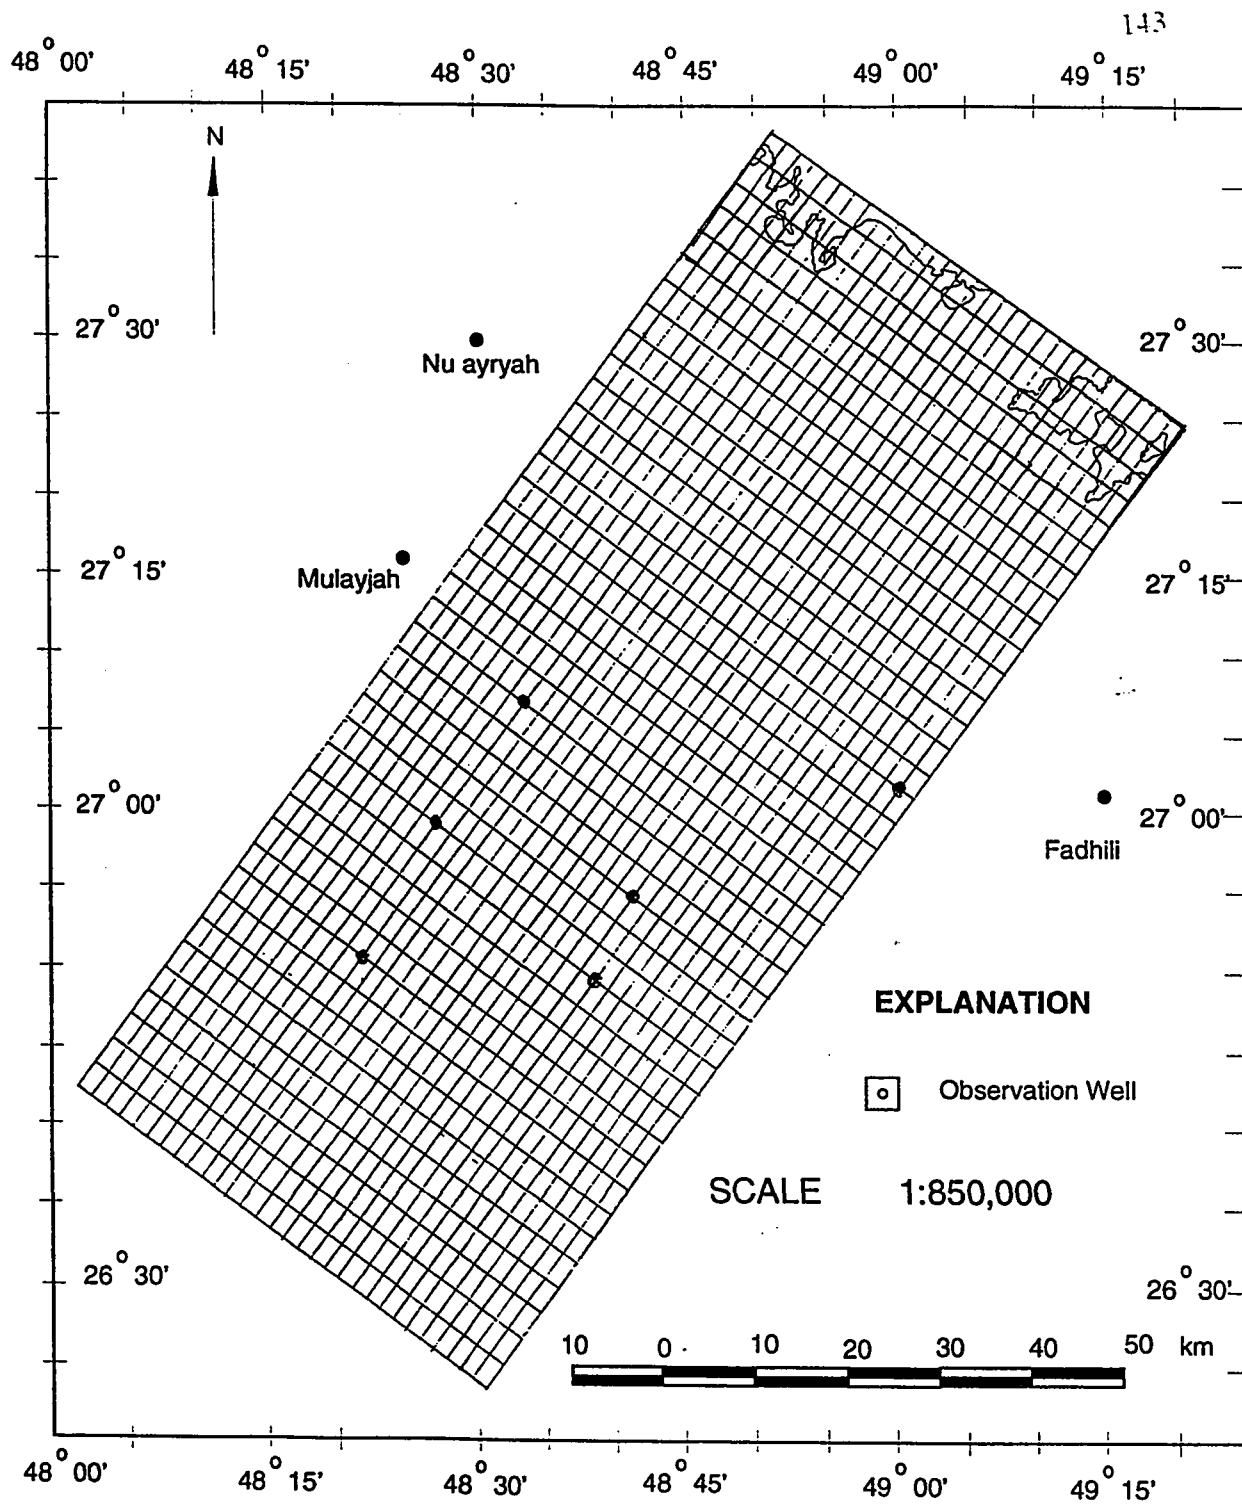 143
48° 00' 48° 15' 48° 30' 48° 45' 49° 00' 49° 15'
N
27° 30' 27° 30'
Nu ayryah
27° 15' 27° 15'
Mulayjah
27° 00' 27° 00'
Fadhili
EXPLANATION
Observation Well
SCALE 1:850,000
26° 30' 26° 30'
10 0 10 20 30 40 50 km
48° 00' 48° 15' 48° 30' 48° 45' 49° 00' 49° 15'